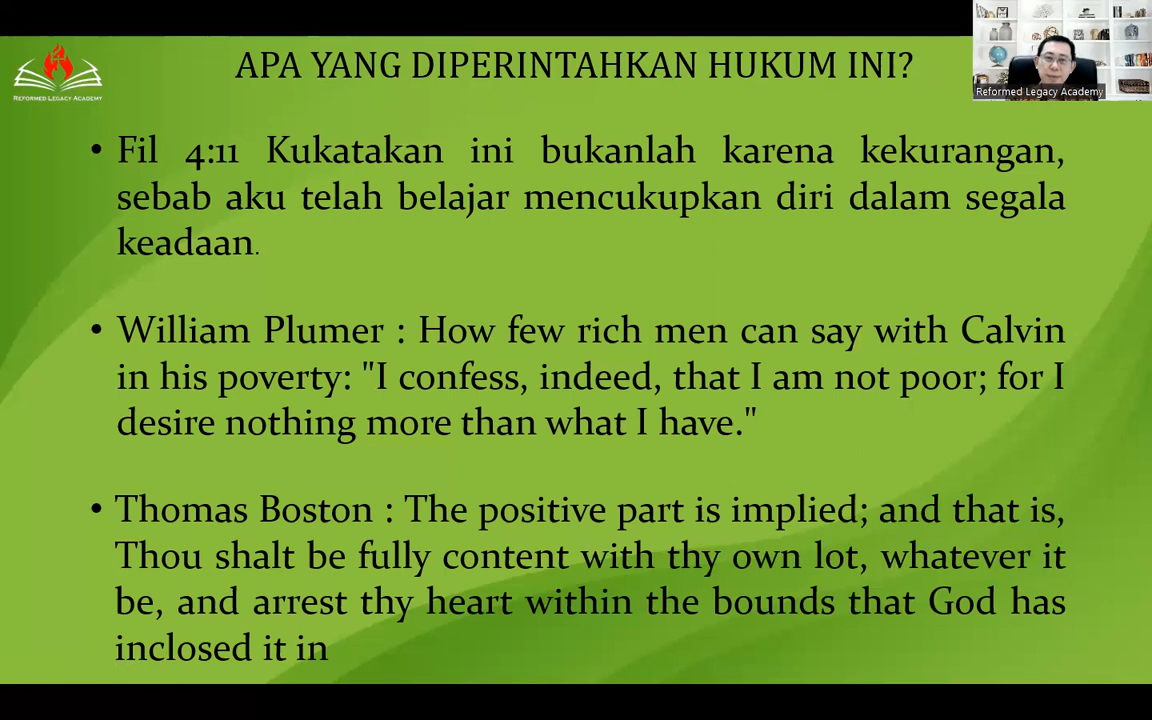 APA YANG DIPERINTAHKAN HUKUM INI?
REFORMED LEGACY ACADEMY
Reformed Legacy Academy
• Fil 4:11 Kukatakan ini bukanlah karena kekurangan,
sebab aku telah belajar mencukupkan diri dalam segala
keadaan.
• William Plumer : How few rich men can say with Calvin
in his poverty: "I confess, indeed, that I am not poor; for I
desire nothing more than what I have."
• Thomas Boston : The positive part is implied; and that is,
Thou shalt be fully content with thy own lot, whatever it
be, and arrest thy heart within the bounds that God has
inclosed it in